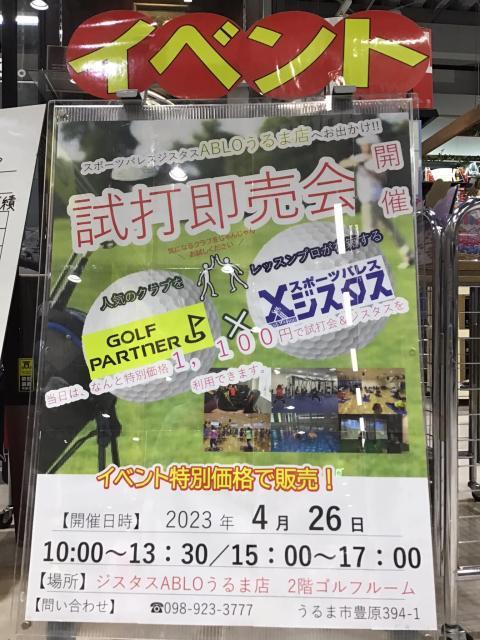 イベント
スポーツパレスジスタスABLOうるま店へお出かけ!!
試打即売会開催
気になるクラブをじゃんじゃん
お試しください
人気のクラブを
レッスンプロが
する
GOLF
PARTNER
×
スポーツパレス
ジスタス
当日は、なんと特別価格1,100円で試打会&ジスタスを
利用できます。
イベント特別価格で販売！
【開催日時】 2023年 4月 26日
10:00～13：30/15：00～17：00
【場所】ジスタスABLOうるま店 2階ゴルフルーム
【問い合わせ】 ☎098-923-3777 うるま市豊原394-1
績